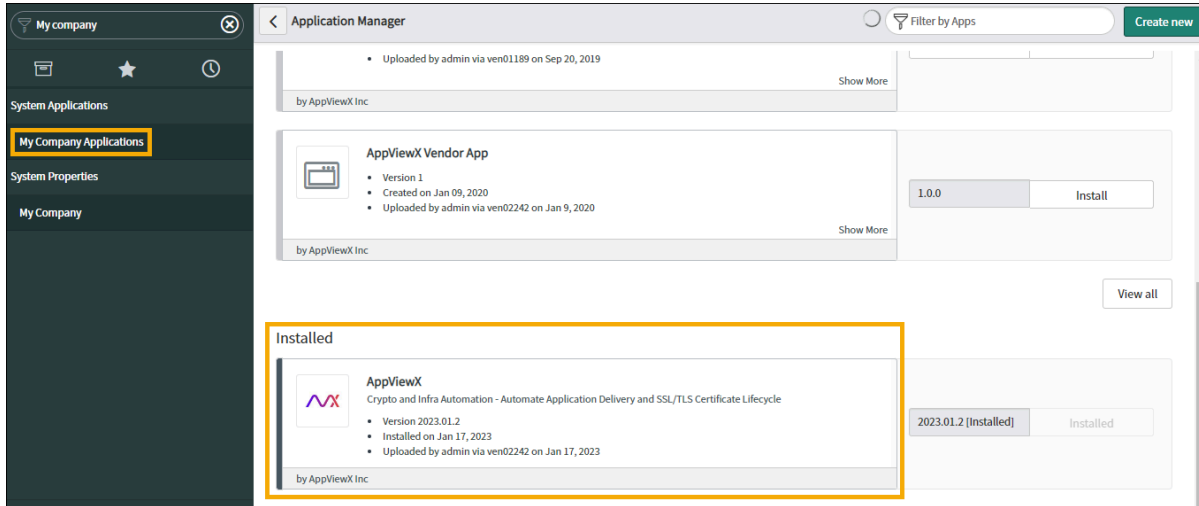 My company
Application Manager
Filter by Apps
Create new
System Applications
My Company Applications
System Properties
My Company
• Uploaded by admin via ven01189 on Sep 20, 2019
Show More
by AppViewX Inc
AppViewX Vendor App
• Version 1
• Created on Jan 09, 2020
• Uploaded by admin via ven02242 on Jan 9, 2020
Show More
by AppViewX Inc
1.0.0
Install
View all
Installed
AppViewX
Crypto and Infra Automation - Automate Application Delivery and SSL/TLS Certificate Lifecycle
• Version 2023.01.2
• Installed on Jan 17, 2023
• Uploaded by admin via ven02242 on Jan 17, 2023
by AppViewX Inc
2023.01.2 [Installed]
Installed